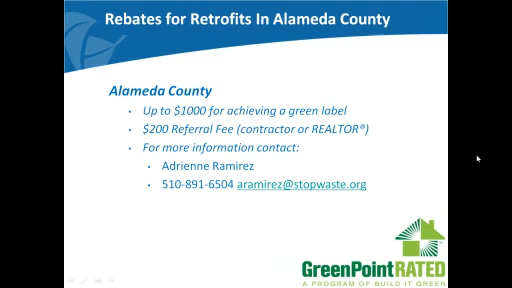 Rebates for Retrofits In Alameda County
Alameda County
Up to $1000 for achieving a green label
$200 Referral Fee (contractor or REALTOR®)
For more information contact:
Adrienne Ramirez
510-891-6504 aramirez@stopwaste.org
GreenPointRATED
A PROGRAM OF BUILD IT GREEN